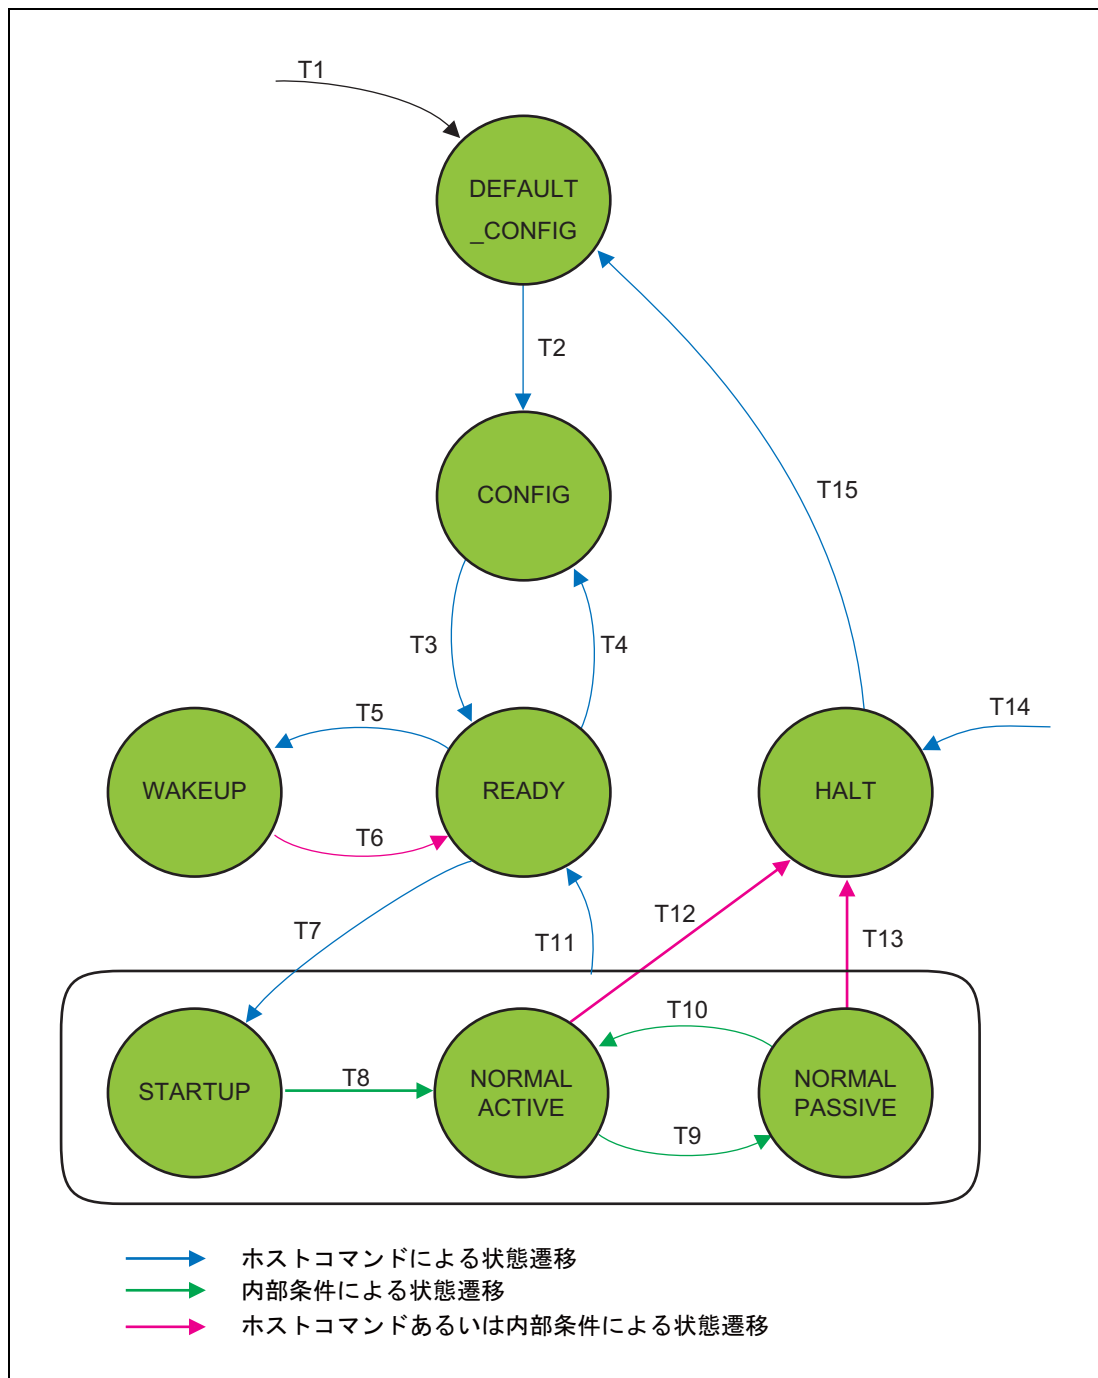 T1
DEFAULT
_CONFIG
T2
CONFIG
T15
T3
T4
T5
T14
WAKEUP
READY
HALT
T6
T7
T11
T12
T13
T10
STARTUP
T8
NORMAL
ACTIVE
NORMAL
PASSIVE
T9
ホストコマンドによる状態遷移
内部条件による状態遷移
ホストコマンドあるいは内部条件による状態遷移